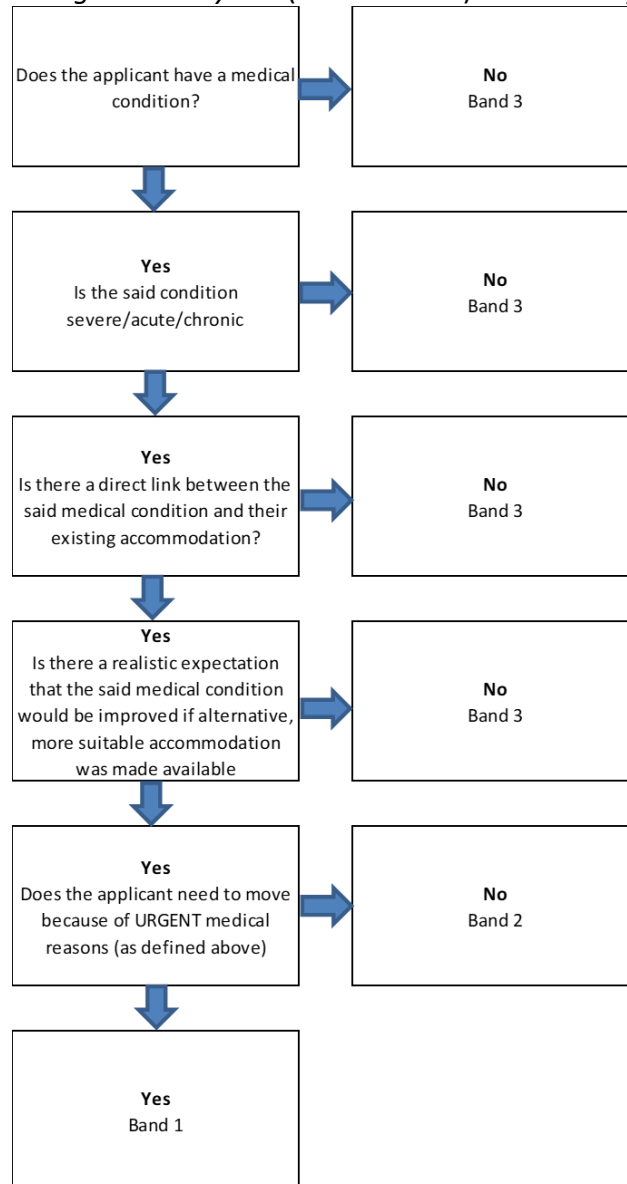 Does the applicant have a medical
condition?
No
Band 3
Yes
Is the said condition
severe/acute/chronic
No
Band 3
Yes
Is there a direct link between the
said medical condition and their
existing accommodation?
No
Band 3
Yes
Is there a realistic expectation
that the said medical condition
would be improved if alternative,
more suitable accommodation
was made available
No
Band 3
Yes
Does the applicant need to move
because of URGENT medical
reasons (as defined above)
No
Band 2
Yes
Band 1